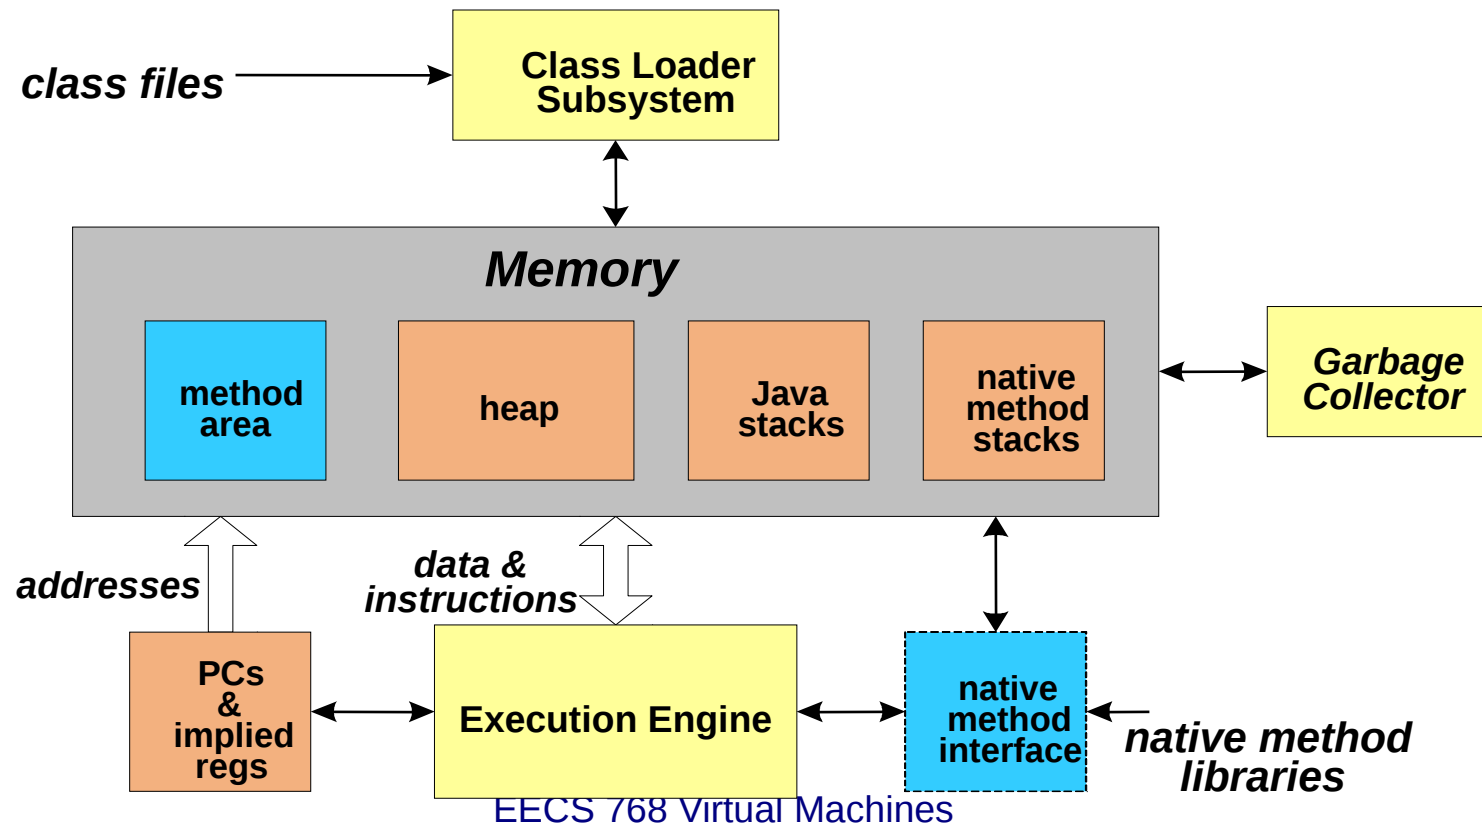 class files
Class Loader
Subsystem
Memory
method
area
heap
Java
stacks
native
method
stacks
Garbage
Collector
addresses
data &
instructions
PCs
&
implied
regs
Execution Engine
native
method
interface
native method
libraries
EECS 768 Virtual Machines